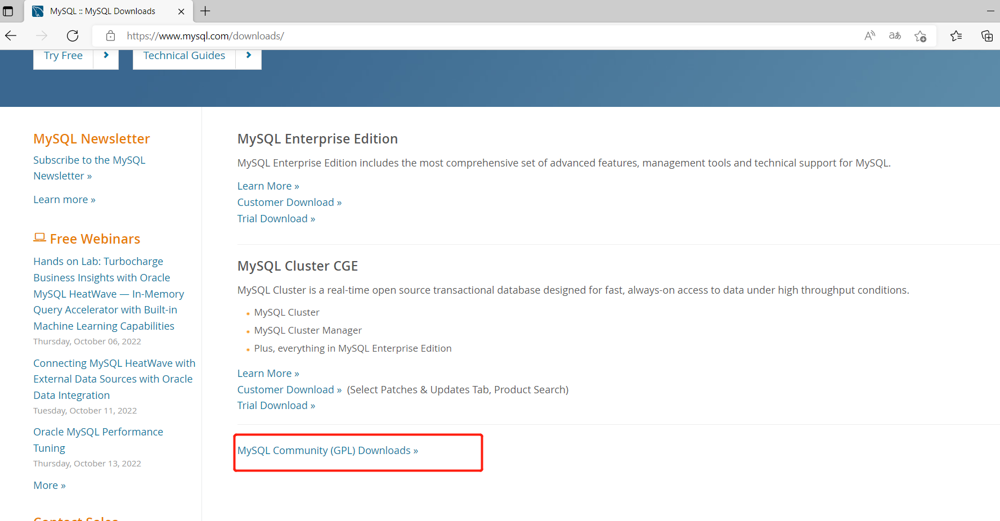 MySQL :: MySQL Downloads
https://www.mysql.com/downloads/
Try Free
Technical Guides
MySQL Newsletter
Subscribe to the MySQL
Newsletter »
Learn more »
Free Webinars
Hands on Lab: Turbocharge
Business Insights with Oracle
MySQL HeatWave — In-Memory
Query Accelerator with Built-in
Machine Learning Capabilities
Thursday, October 06, 2022
Connecting MySQL HeatWave with
External Data Sources with Oracle
Data Integration
Tuesday, October 11, 2022
Oracle MySQL Performance
Tuning
Thursday, October 13, 2022
More »
Contact Sales
MySQL Enterprise Edition
MySQL Enterprise Edition includes the most comprehensive set of advanced features, management tools and technical support for MySQL.
Learn More »
Customer Download »
Trial Download »
MySQL Cluster CGE
MySQL Cluster is a real-time open source transactional database designed for fast, always-on access to data under high throughput conditions.
MySQL Cluster
MySQL Cluster Manager
Plus, everything in MySQL Enterprise Edition
Learn More »
Customer Download » (Select Patches & Updates Tab, Product Search)
Trial Download »
MySQL Community (GPL) Downloads »